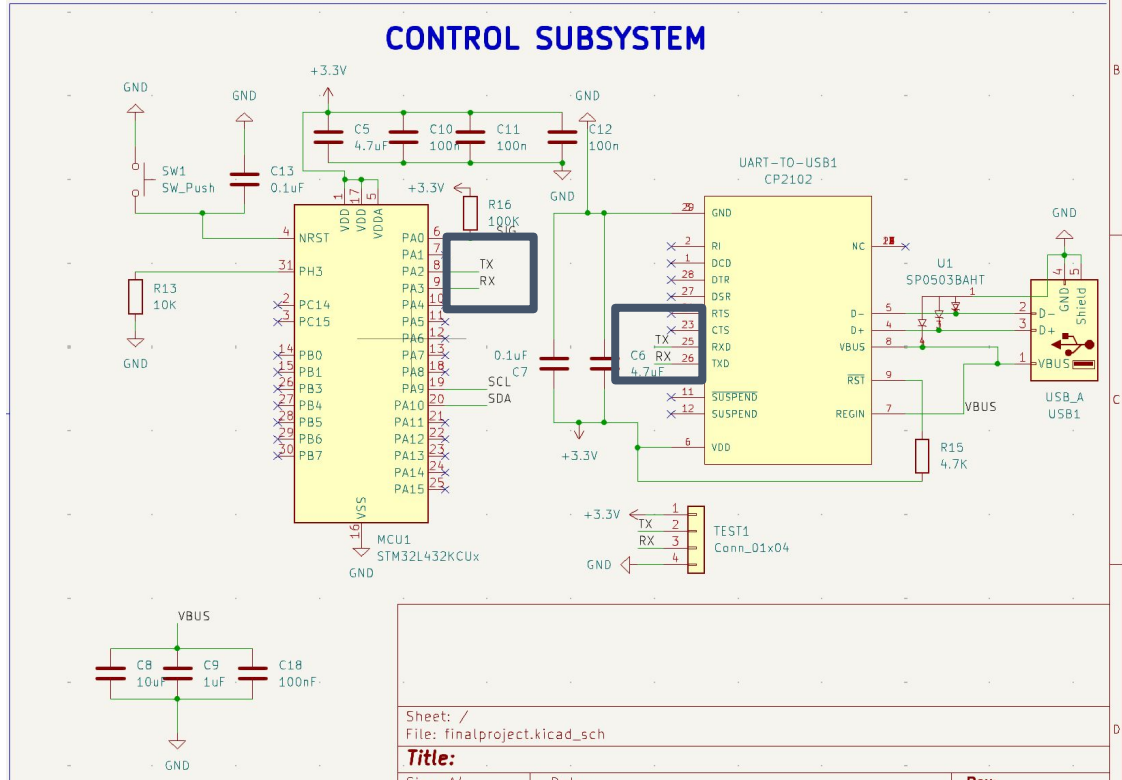 CONTROL SUBSYSTEM
B
+3.3V
GND
GND
GND
C5
4.7uF
C10
100n
C11
100n
C12
100n
SW1
SW_Push
C13
0.1uF
GND
UART-TO-USB1
CP2102
+3.3V
R16
100K
SIG
1
17
5
VDD
VDD
VDDA
4
NRST
PA0
6
PA1
7
31
PH3
PA2
8
TX
PA3
9
RX
R13
10K
2
PC14
PA4
10
3
PC15
PA5
11
PA6
12
GND
14
PB0
PA7
13
15
PB1
PA8
18
26
PB3
PA9
19
SCL
27
PB4
PA10
20
SDA
28
PB5
PA11
21
29
PB6
PA12
22
30
PB7
PA13
23
PA14
24
PA15
25
VSS
16
MCU1
STM32L432KCUx
GND
GND
2
RI
NC
1
DCD
28
DTR
27
DSR
RTS
23
CTS
TX
25
RXD
RX
26
TXD
11
SUSPEND
12
SUSPEND
6
VDD
D-
5
D+
4
VBUS
8
RST
9
REGIN
7
0.1uF
C7
C6
4.7uF
+3.3V
U1
SP0503BAHT
1
GND
4
5
GND
Shield
2
D-
3
D+
1
VBUS
USB_A
USB1
VBUS
C
R15
4.7K
+3.3V
1
TX
2
RX
3
GND
4
TEST1
Conn_01x04
VBUS
C8
10uF
C9
1uF
C18
100nF
GND
Sheet: /
File: finalproject.kicad_sch
D
Title: